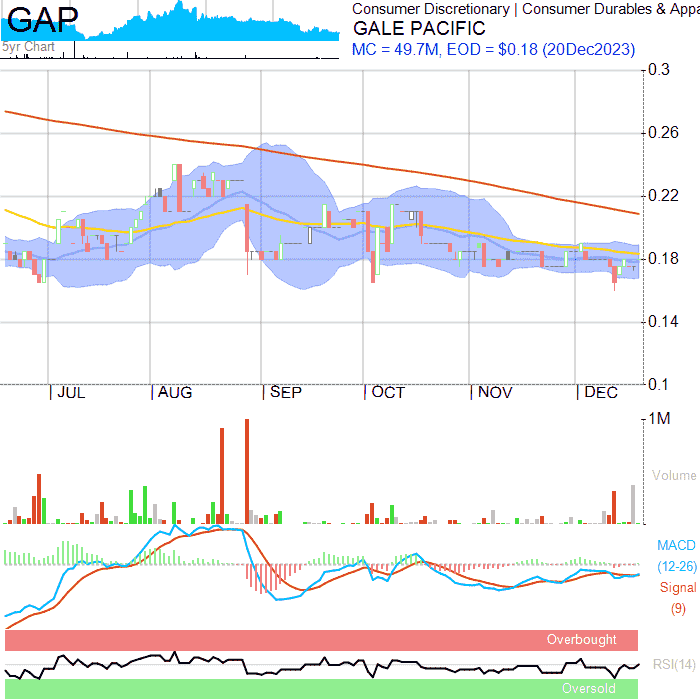 GAP
5yr Chart
Consumer Discretionary | Consumer Durables & Appa
GALE PACIFIC
MC = 49.7M, EOD = $0.18 (20Dec2023)
0.3
0.26
0.22
0.18
0.14
0.1
JUL AUG SEP OCT NOV DEC
1M
Volume
MACD
(12-26)
Signal
(9)
Overbought
RSI(14)
Oversold